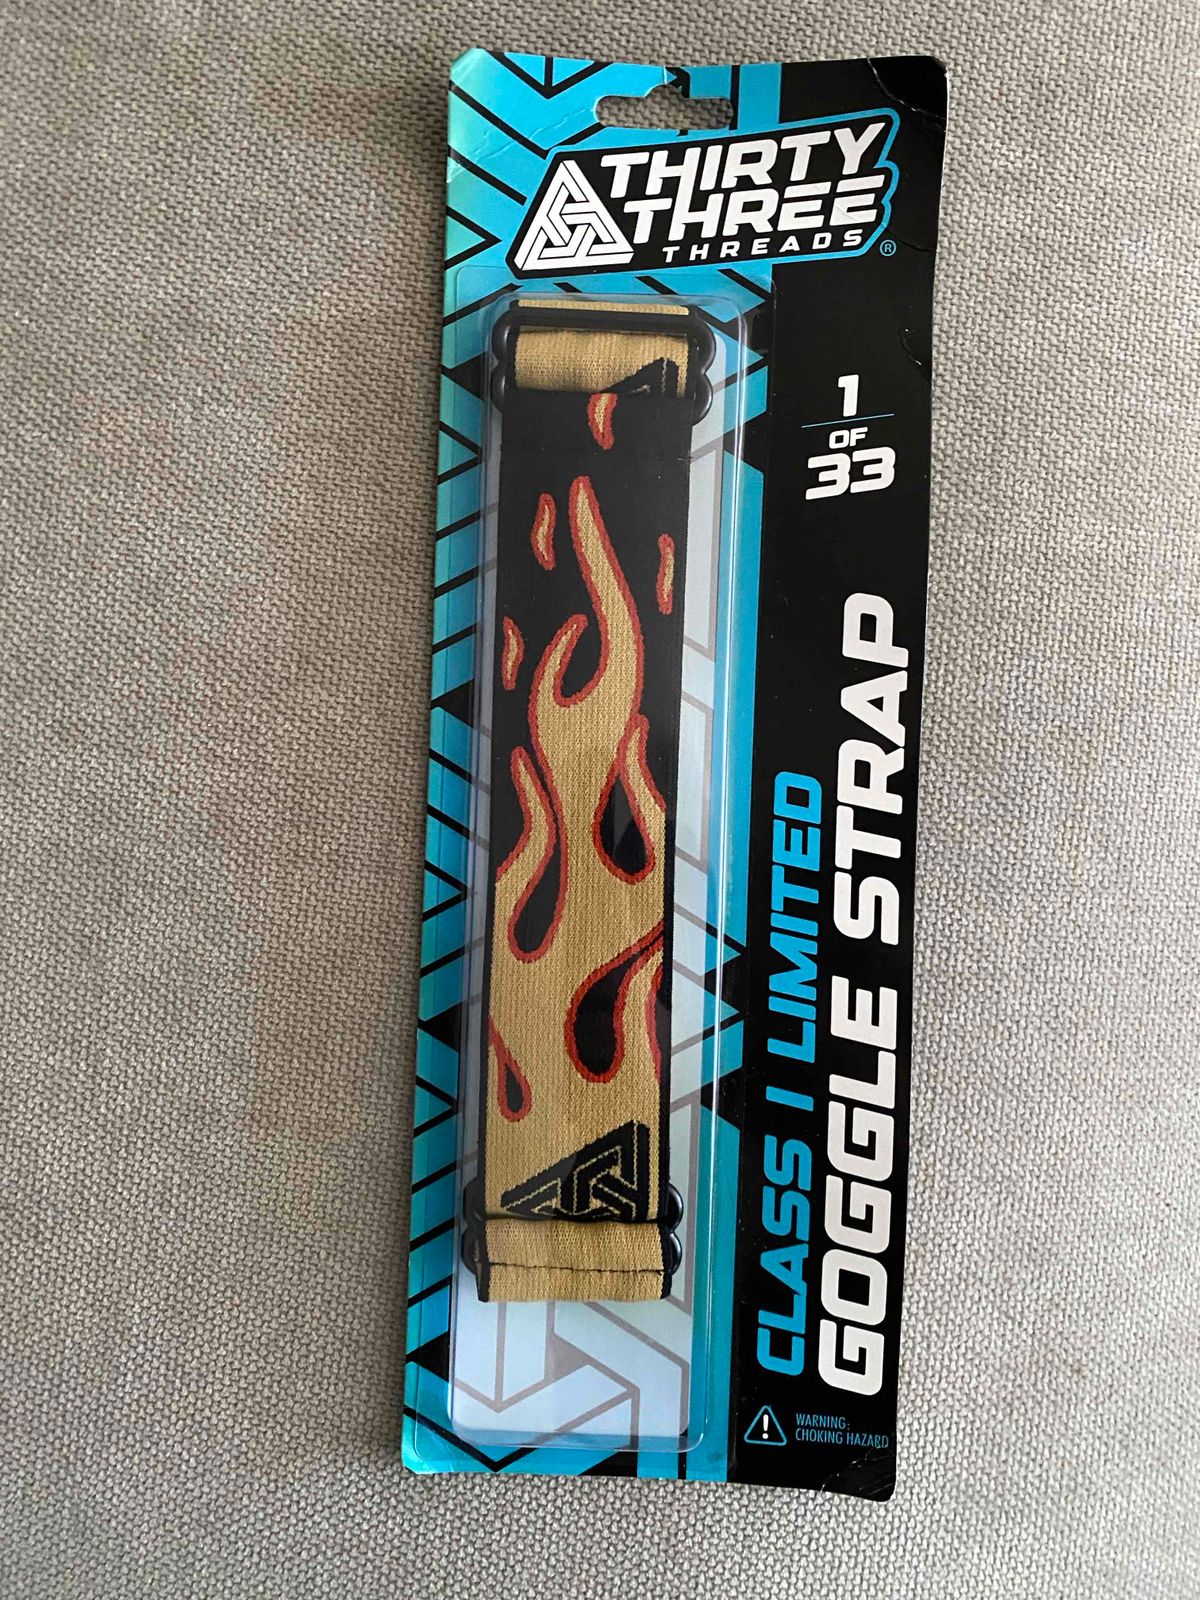 THIRTY
THREE
THREADS ®
1
OF
33
CLASS I LIMITED
GOGGLE STRAP
WARNING:
CHOKING HAZARD